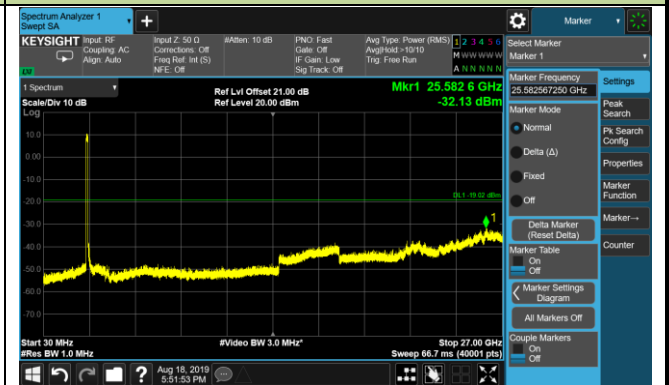 Spectrum Analyzer 1
Swept SA
+
Marker
KEYSIGHT
Input: RF
Coupling: AC
Align: Auto
Input Z: 50 Ω
Corrections: Off
Freq Ref: Int (S)
NFE: Off
#Atten: 10 dB
PNO: Fast
Gate: Off
IF Gain: Low
Sig Track: Off
Avg Type: Power (RMS)
Avg|Hold:>10/10
Trig: Free Run
1 2 3 4 5 6
M W W W W W
A N N N N N
Select Marker
Marker 1
1 Spectrum
Scale/Div 10 dB
Log
Ref Lvl Offset 21.00 dB
Ref Level 20.00 dBm
Mkr1 25.582 6 GHz
-32.13 dBm
10.0
0.00
-10.0
-20.0
-30.0
-40.0
-50.0
-60.0
-70.0
DL1 -19.02 dBm
1
Start 30 MHz
#Res BW 1.0 MHz
#Video BW 3.0 MHz*
Stop 27.00 GHz
Sweep 66.7 ms (40001 pts)
Marker Frequency
25.582567250 GHz
Marker Mode
Normal
Delta (Δ)
Fixed
Off
Delta Marker
(Reset Delta)
Marker Table
On
Off
Marker Settings
Diagram
All Markers Off
Couple Markers
On
Off
Settings
Peak
Search
Pk Search
Config
Properties
Marker
Function
Marker→
Counter
?
Aug 18, 2019
5:51:53 PM